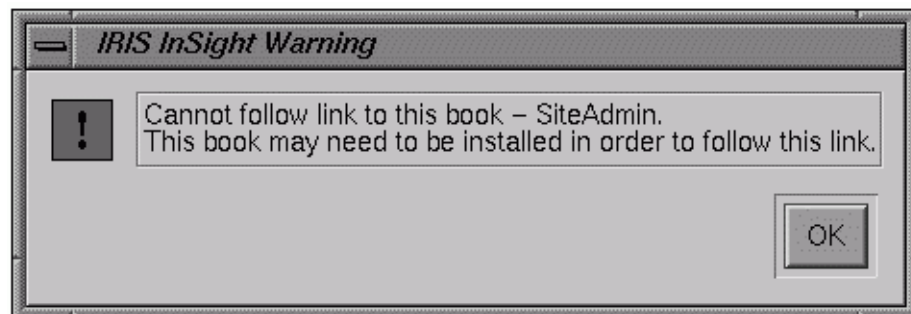 IRIS InSight Warning
Cannot follow link to this book – SiteAdmin.
This book may need to be installed in order to follow this link.
OK